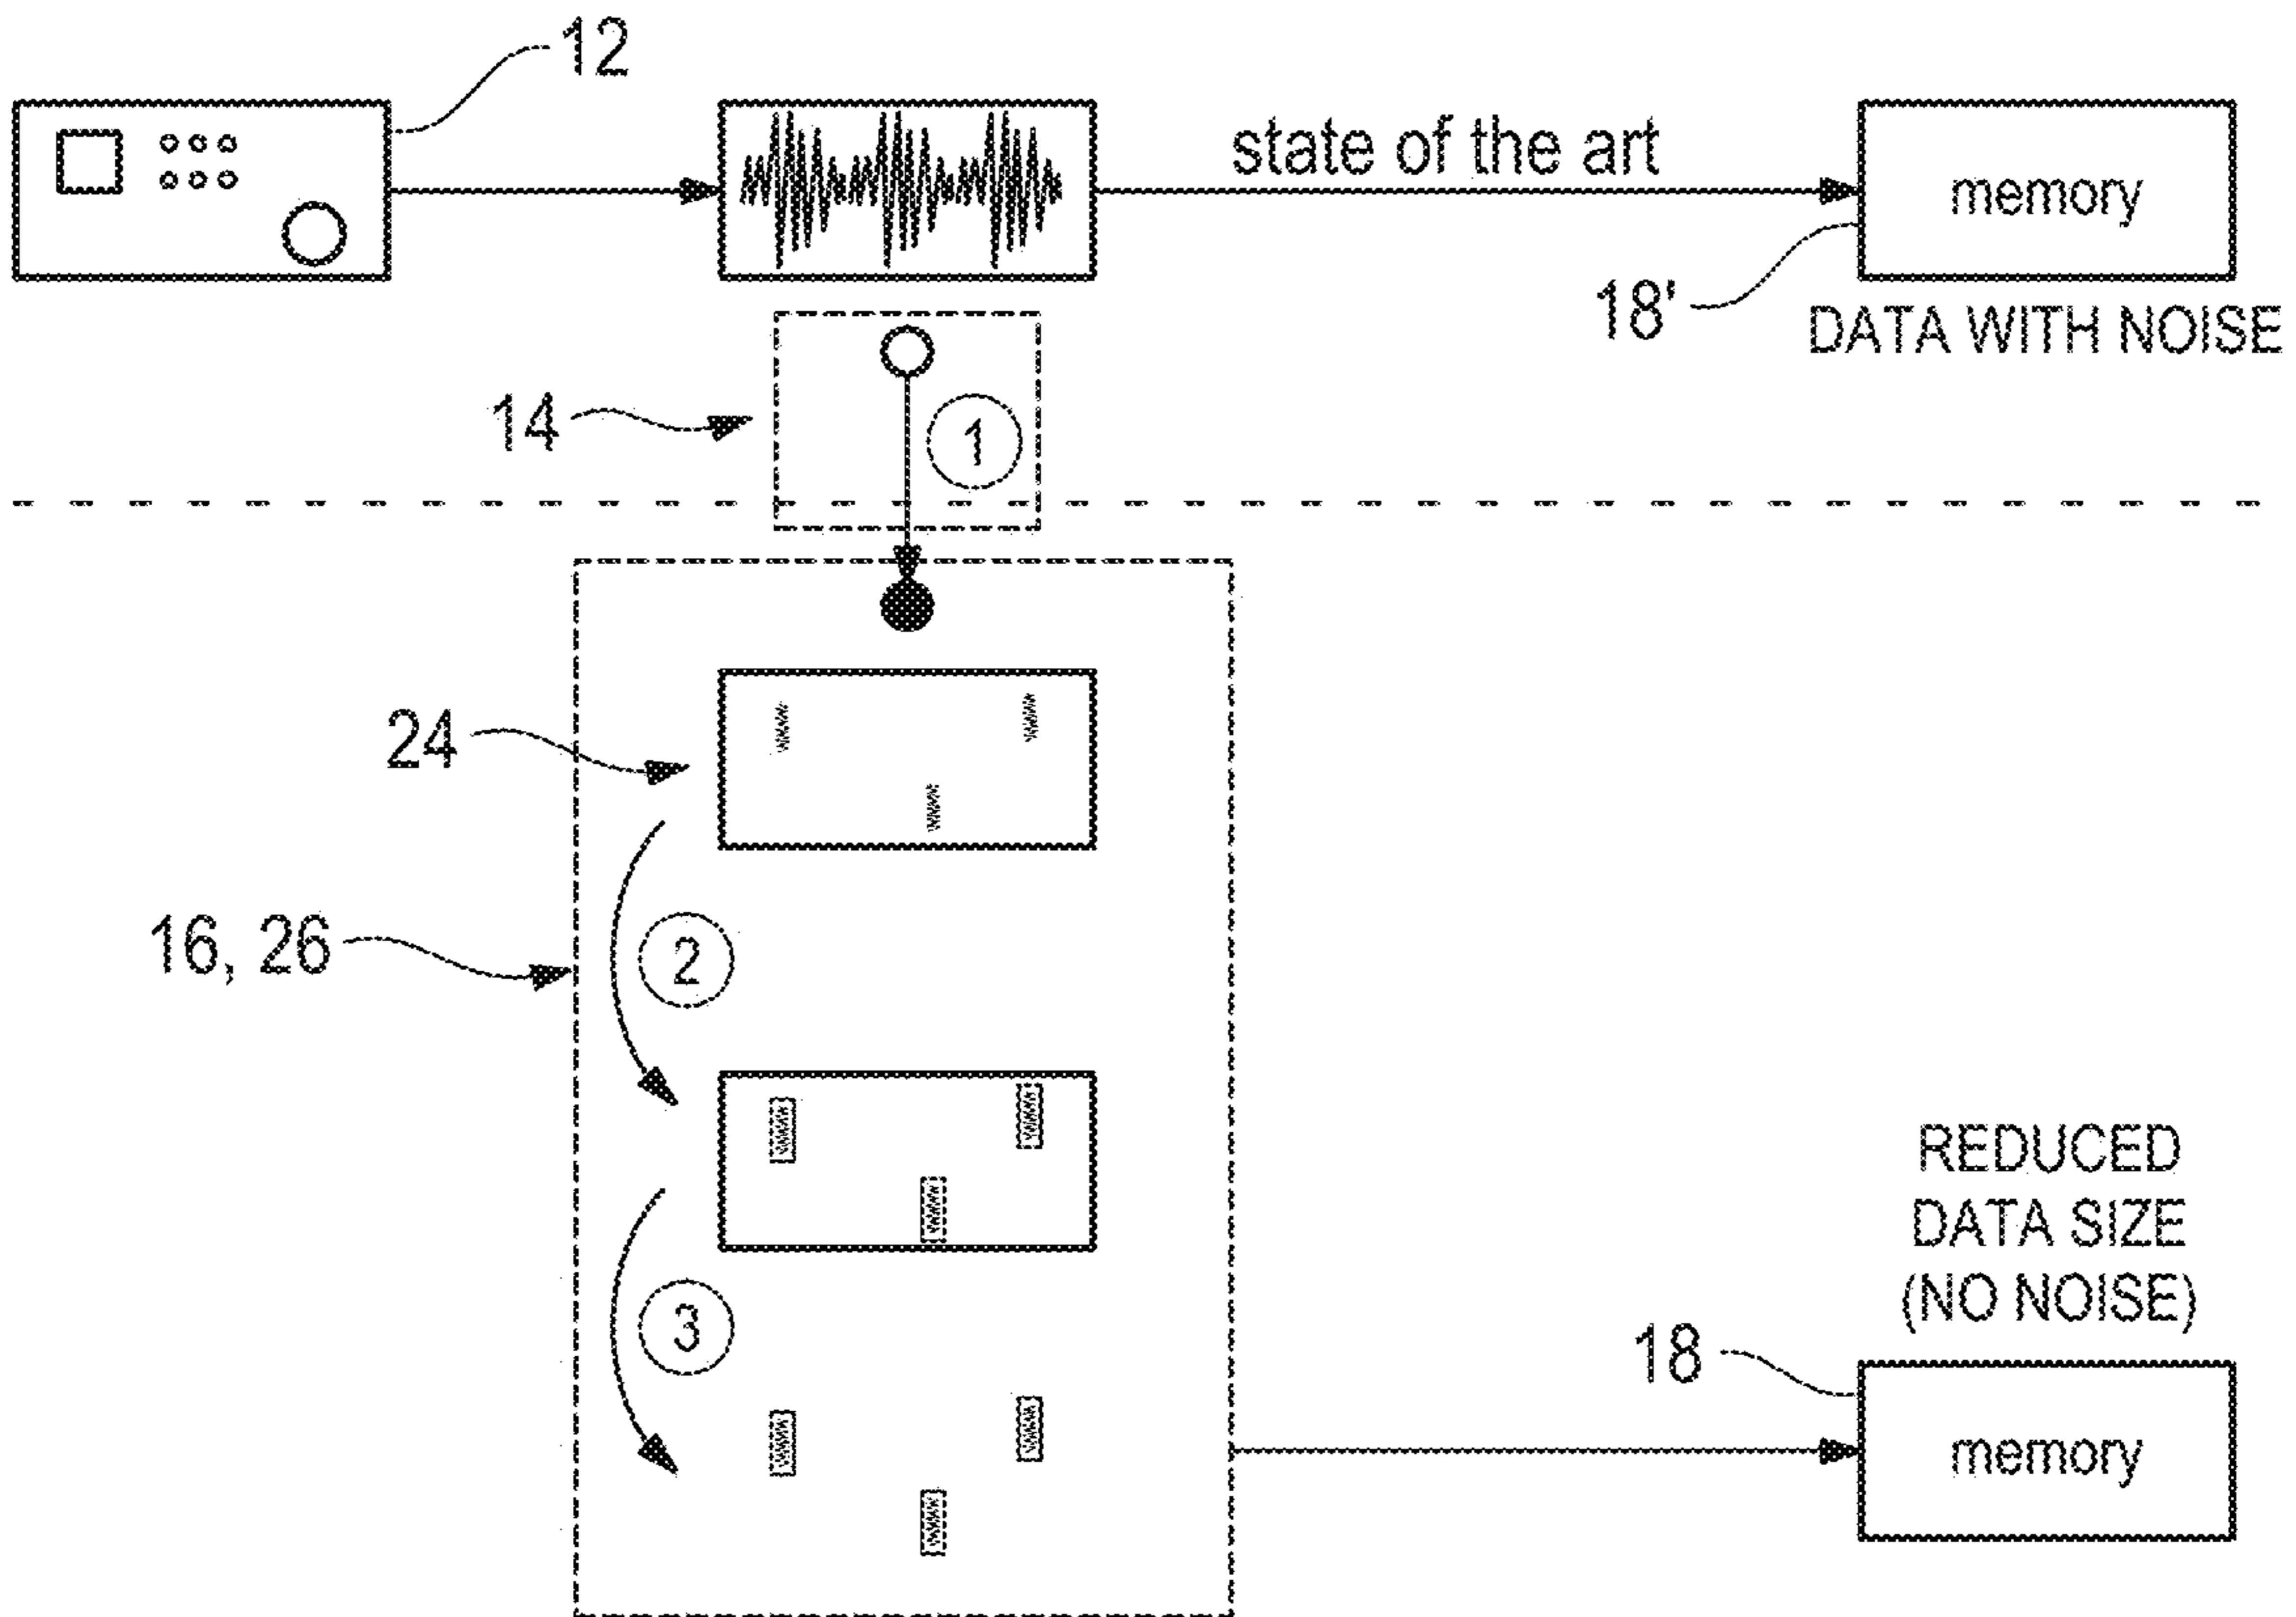 12
state of the art
memory
18'
DATA WITH NOISE
14
1
24
16, 26
2
3
REDUCED
DATA SIZE
(NO NOISE)
18
memory